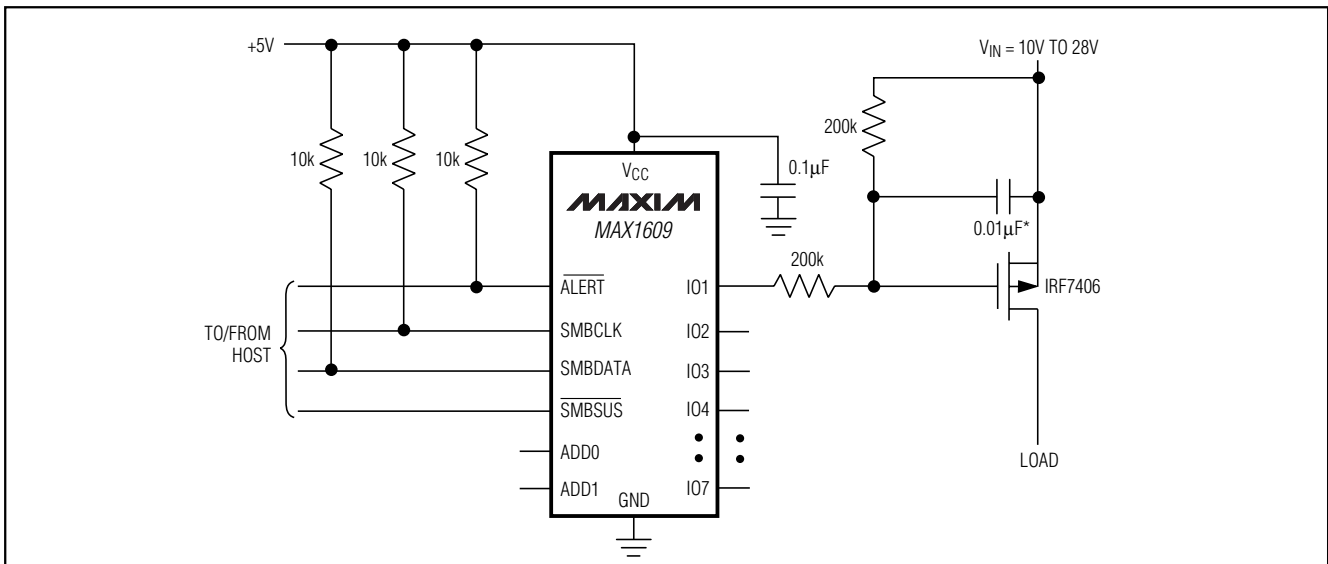 +5V
V_IN = 10V TO 28V
200k
10k
10k
10k
0.1μF
V_CC
MAXIM
MAX1609
0.01μF*
200k
ALERT
IO1
IRF7406
SMBCLK
IO2
TO/FROM
HOST
SMBDATA
IO3
SMBSUS
IO4
ADD0
LOAD
ADD1
IO7
GND